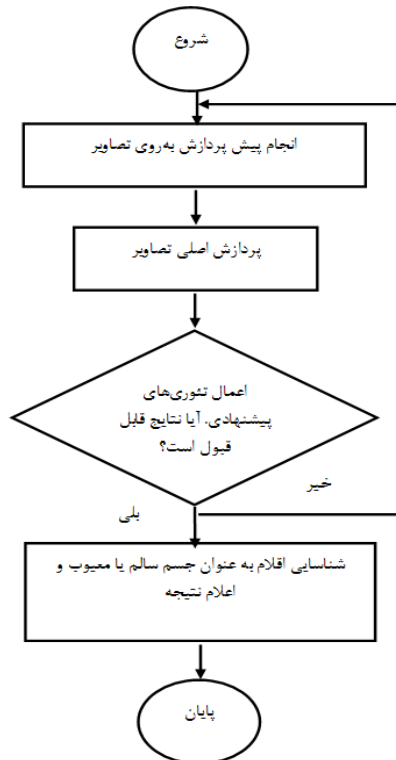 شروع
انجام پیش پردازش به‌روی تصاویر
پردازش اصلی تصاویر
اعمال تئوری‌های
پیشنهادی. آیا نتایج قابل
قبول است؟
خیر
بلی
شناسایی اقلام به عنوان جسم سالم یا معیوب و
اعلام نتیجه
پایان